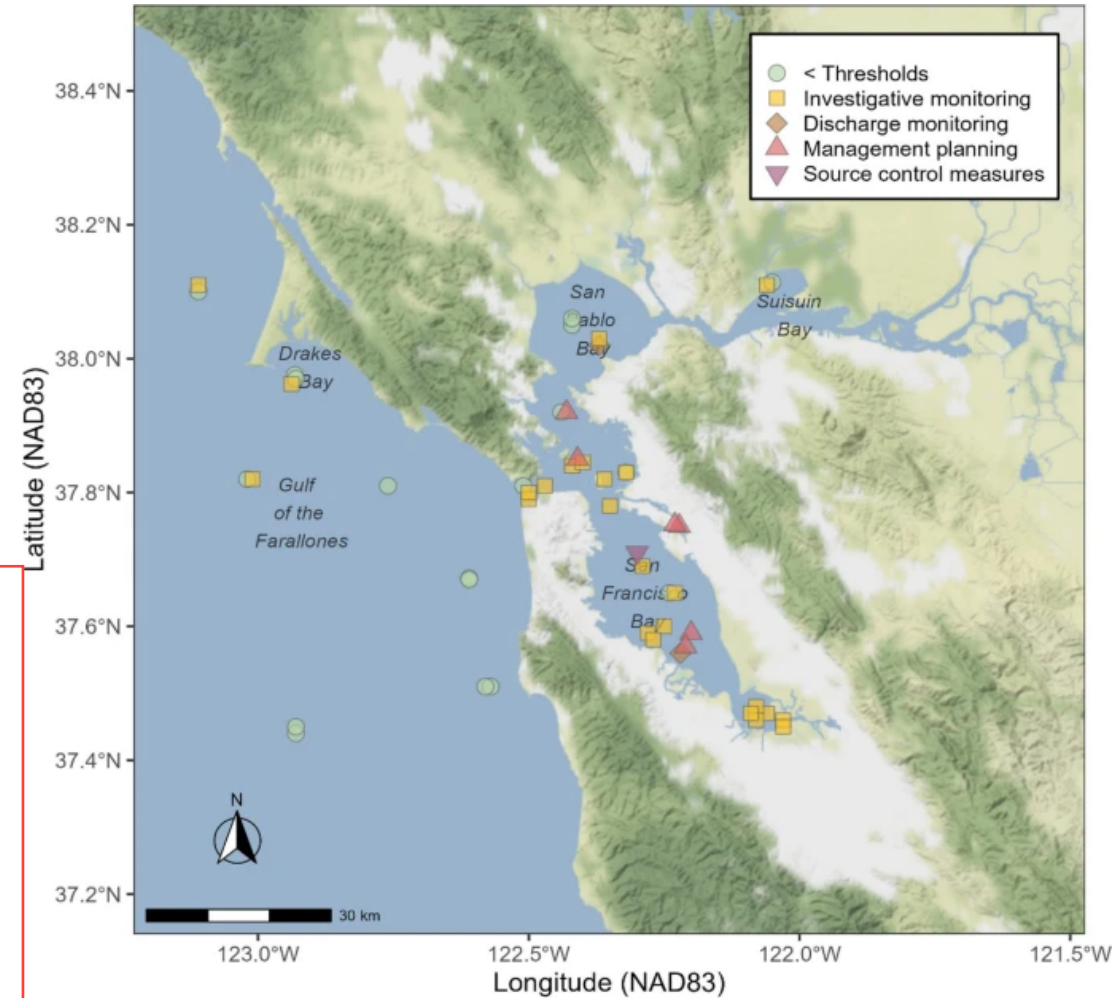 38.4°N
38.2°N
38.0°N
37.8°N
37.6°N
37.4°N
37.2°N
Latitude (NAD83)
< Thresholds
Investigative monitoring
Discharge monitoring
Management planning
Source control measures
San
ablo
Bay
Suisuin
Bay
Drakes
Bay
Gulf
of the
Farallones
San
Francisco
Bay
N
30 km
123.0°W
122.5°W
122.0°W
121.5°W
Longitude (NAD83)